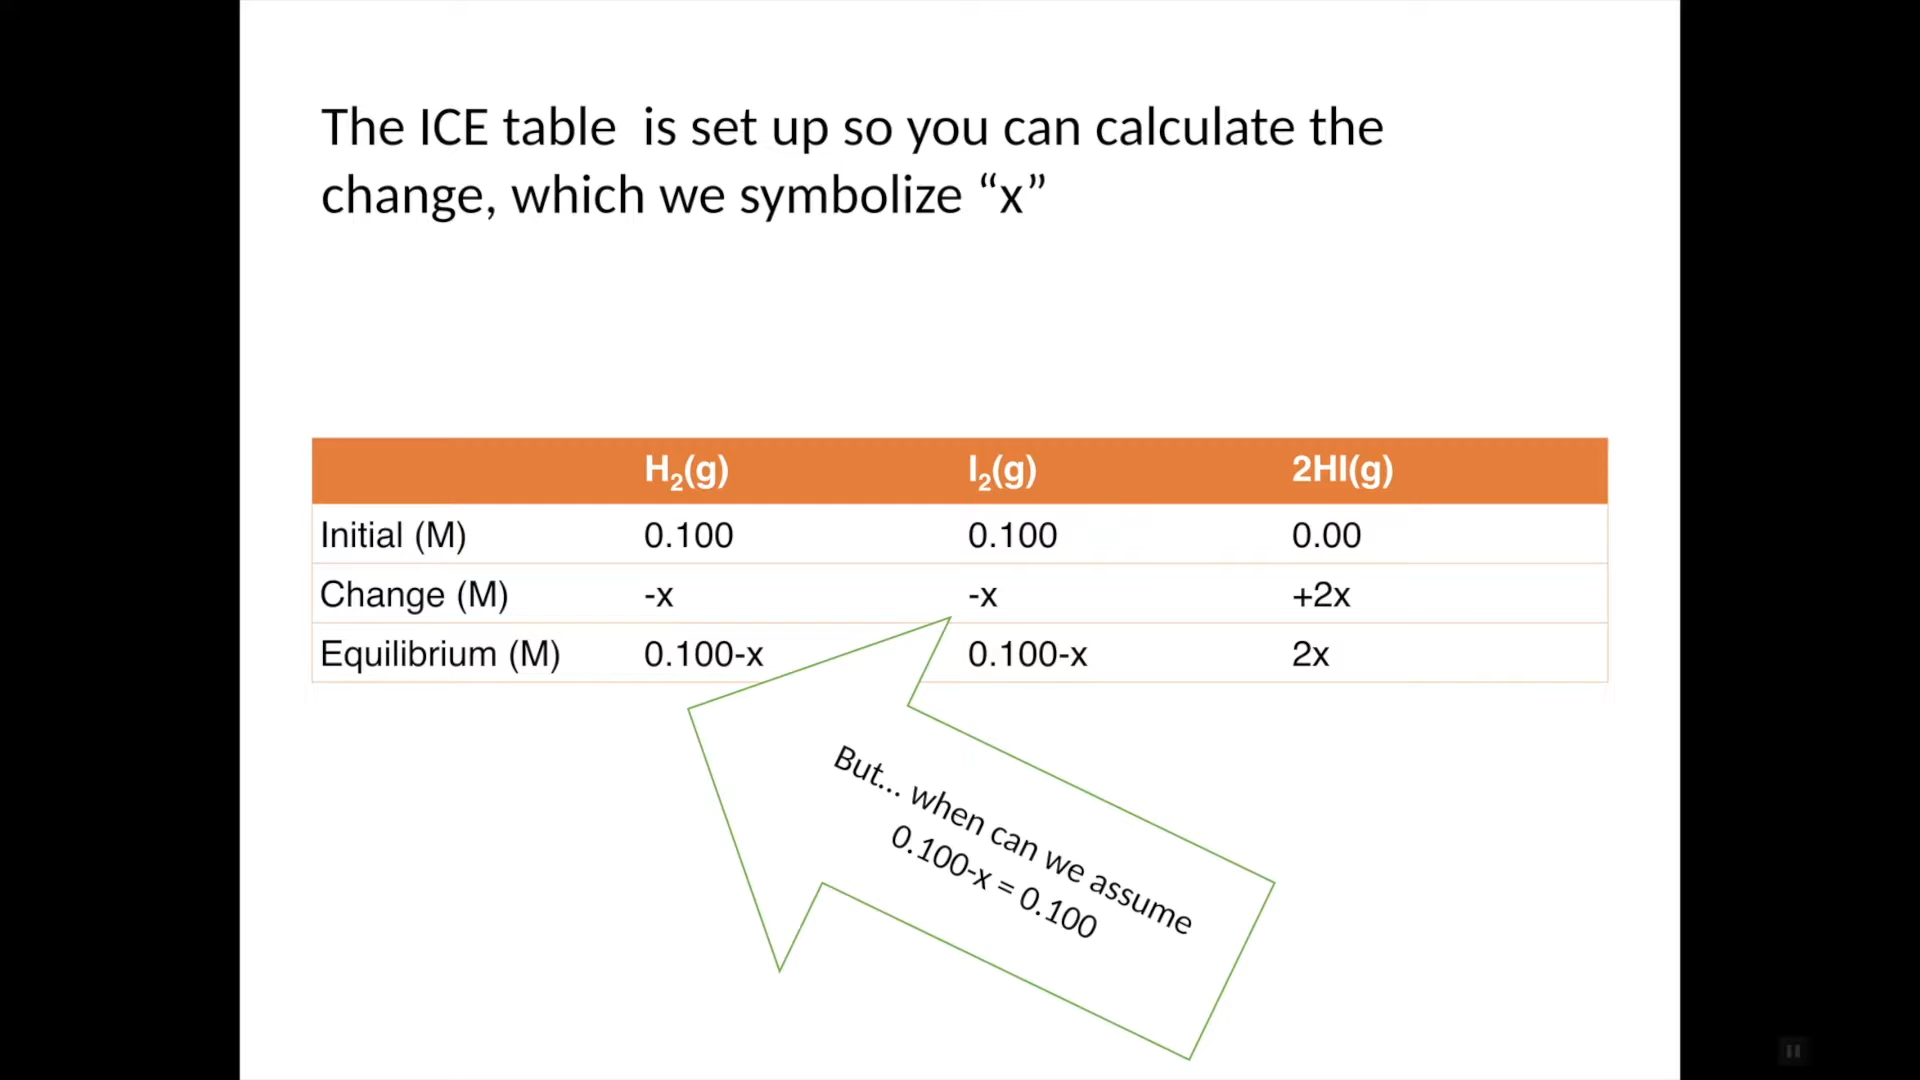 The ICE table  is set up so you can calculate the
change, which we symbolize “x”
H₂(g) I₂(g) 2HI(g)
Initial (M) 0.100 0.100 0.00
Change (M) -x -x +2x
Equilibrium (M) 0.100-x 0.100-x 2x
But... when can we assume
0.100-x = 0.100